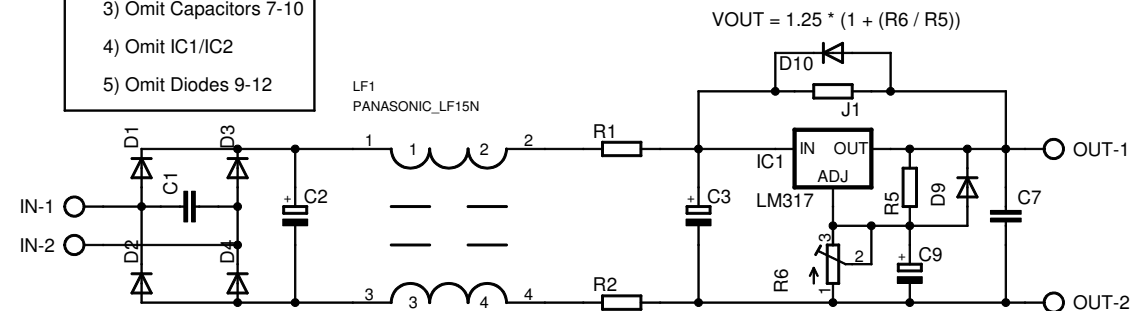 3) Omit Capacitors 7-10
4) Omit IC1/IC2
5) Omit Diodes 9-12
VOUT = 1.25 * (1 + (R6 / R5))
D10
J1
LF1
PANASONIC_LF15N
D1
D3
1
1
2
2
R1
IC1
IN OUT
ADJ
LM317
OUT-1
C1
C2
C3
R5
D9
C7
IN-1
IN-2
D2
D4
3
2
R6
1
C9
3
3
4
4
R2
OUT-2